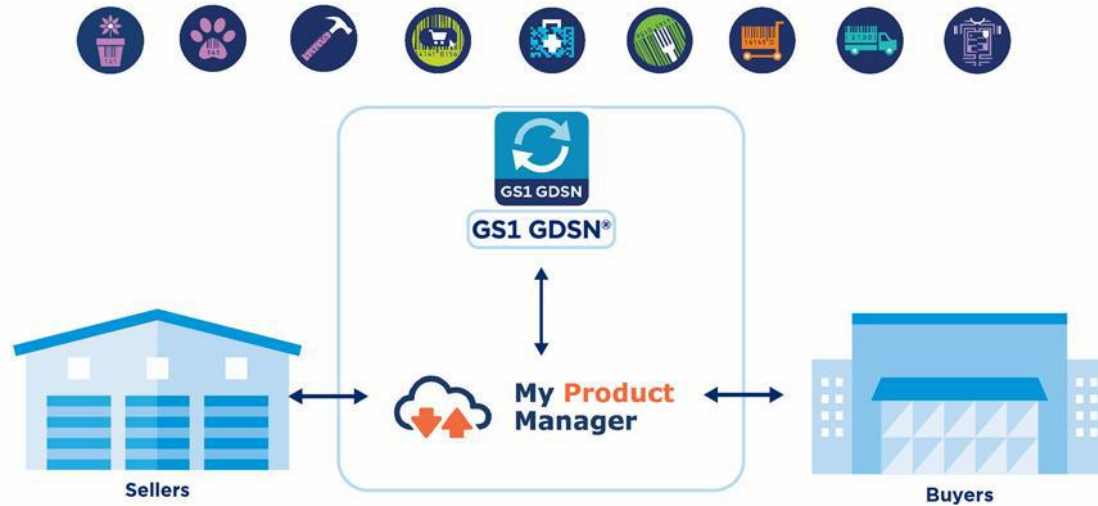 GS1 GDSN
GS1 GDSN®
My Product
Manager
Sellers
Buyers